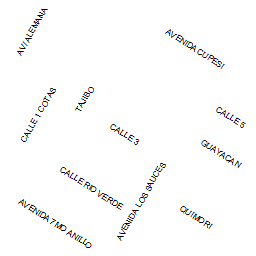 AV/ ALEMANA
AVENIDA CUPESI
CALLE 1 COTAS
TAJIBO
CALLE 3
CALLE 5
GUAYACAN
CALLE RIO VERDE
AVENIDA LOS SAUCES
QUIMORI
AVENIDA 7MO ANILLO